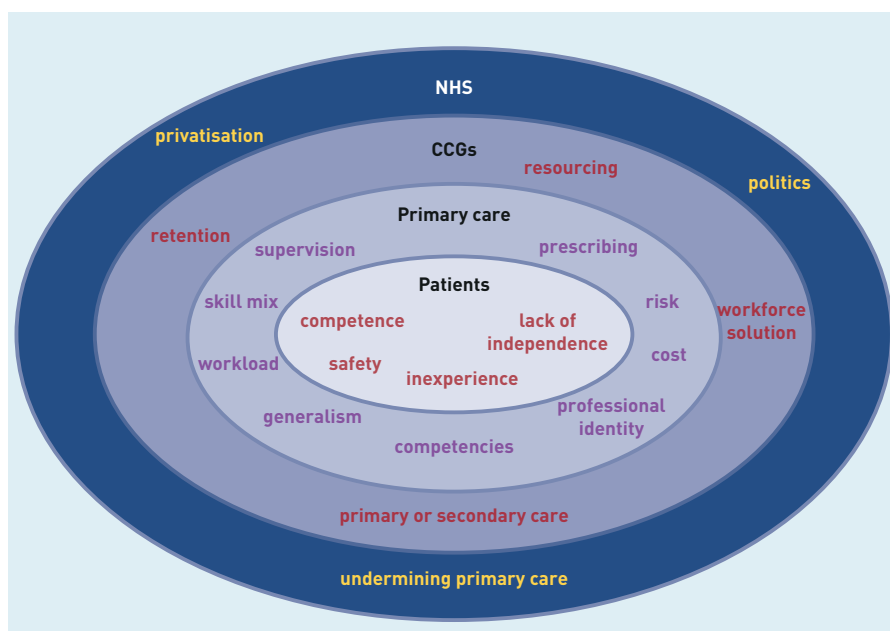 NHS
privatisation
CCGs
resourcing
politics
Primary care
retention
supervision
prescribing
Patients
skill mix
risk
competence
lack of
independence
workforce
solution
workload
safety
cost
inexperience
generalism
professional
identity
competencies
primary or secondary care
undermining primary care